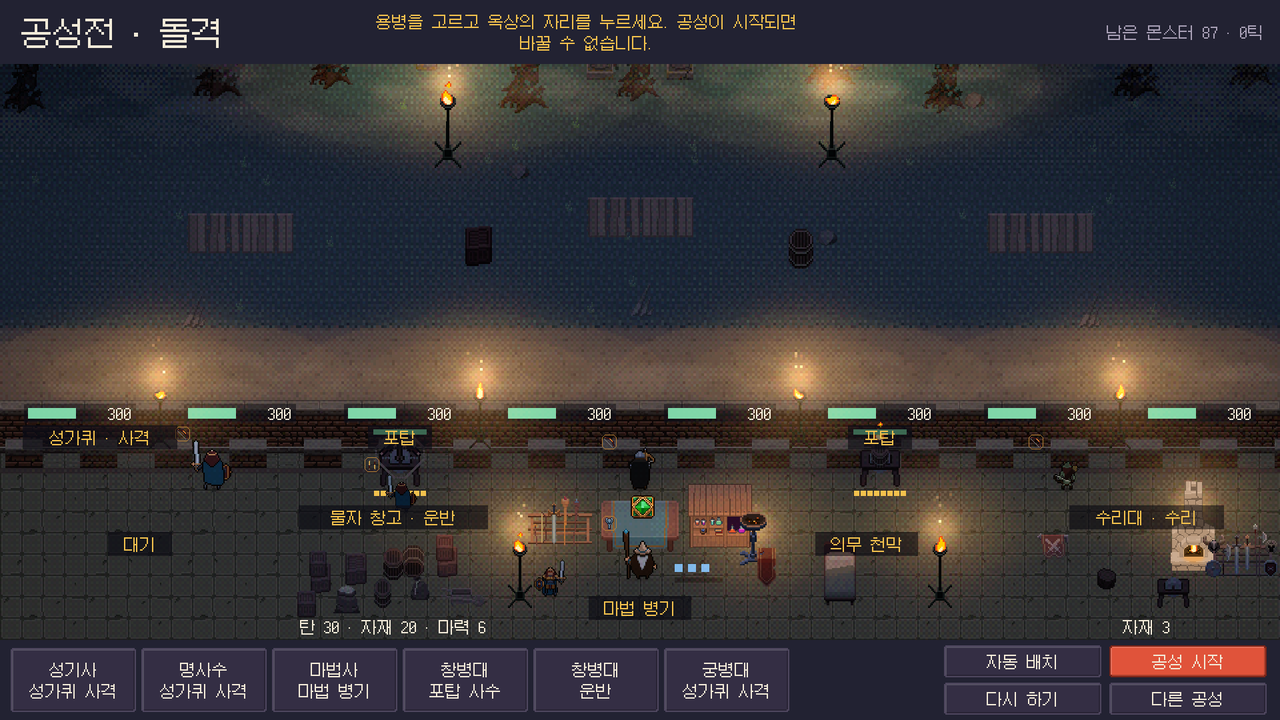 공성전 · 돌격
용병을 고르고 옥상의 자리를 누르세요. 공성이 시작되면
바꿀 수 없습니다.
남은 몬스터 87 · 0틱
300 300 300 300 300 300 300 300
성가퀴 · 사격
포탑
포탑
물자 창고 · 운반
수리대 · 수리
대기
의무 천막
마법 병기
탄 30 · 자재 20 · 마력 6
자재 3
성기사
성가퀴 사격
명사수
성가퀴 사격
마법사
마법 병기
창병대
포탑 사수
창병대
운반
궁병대
성가퀴 사격
자동 배치
공성 시작
다시 하기
다른 공성